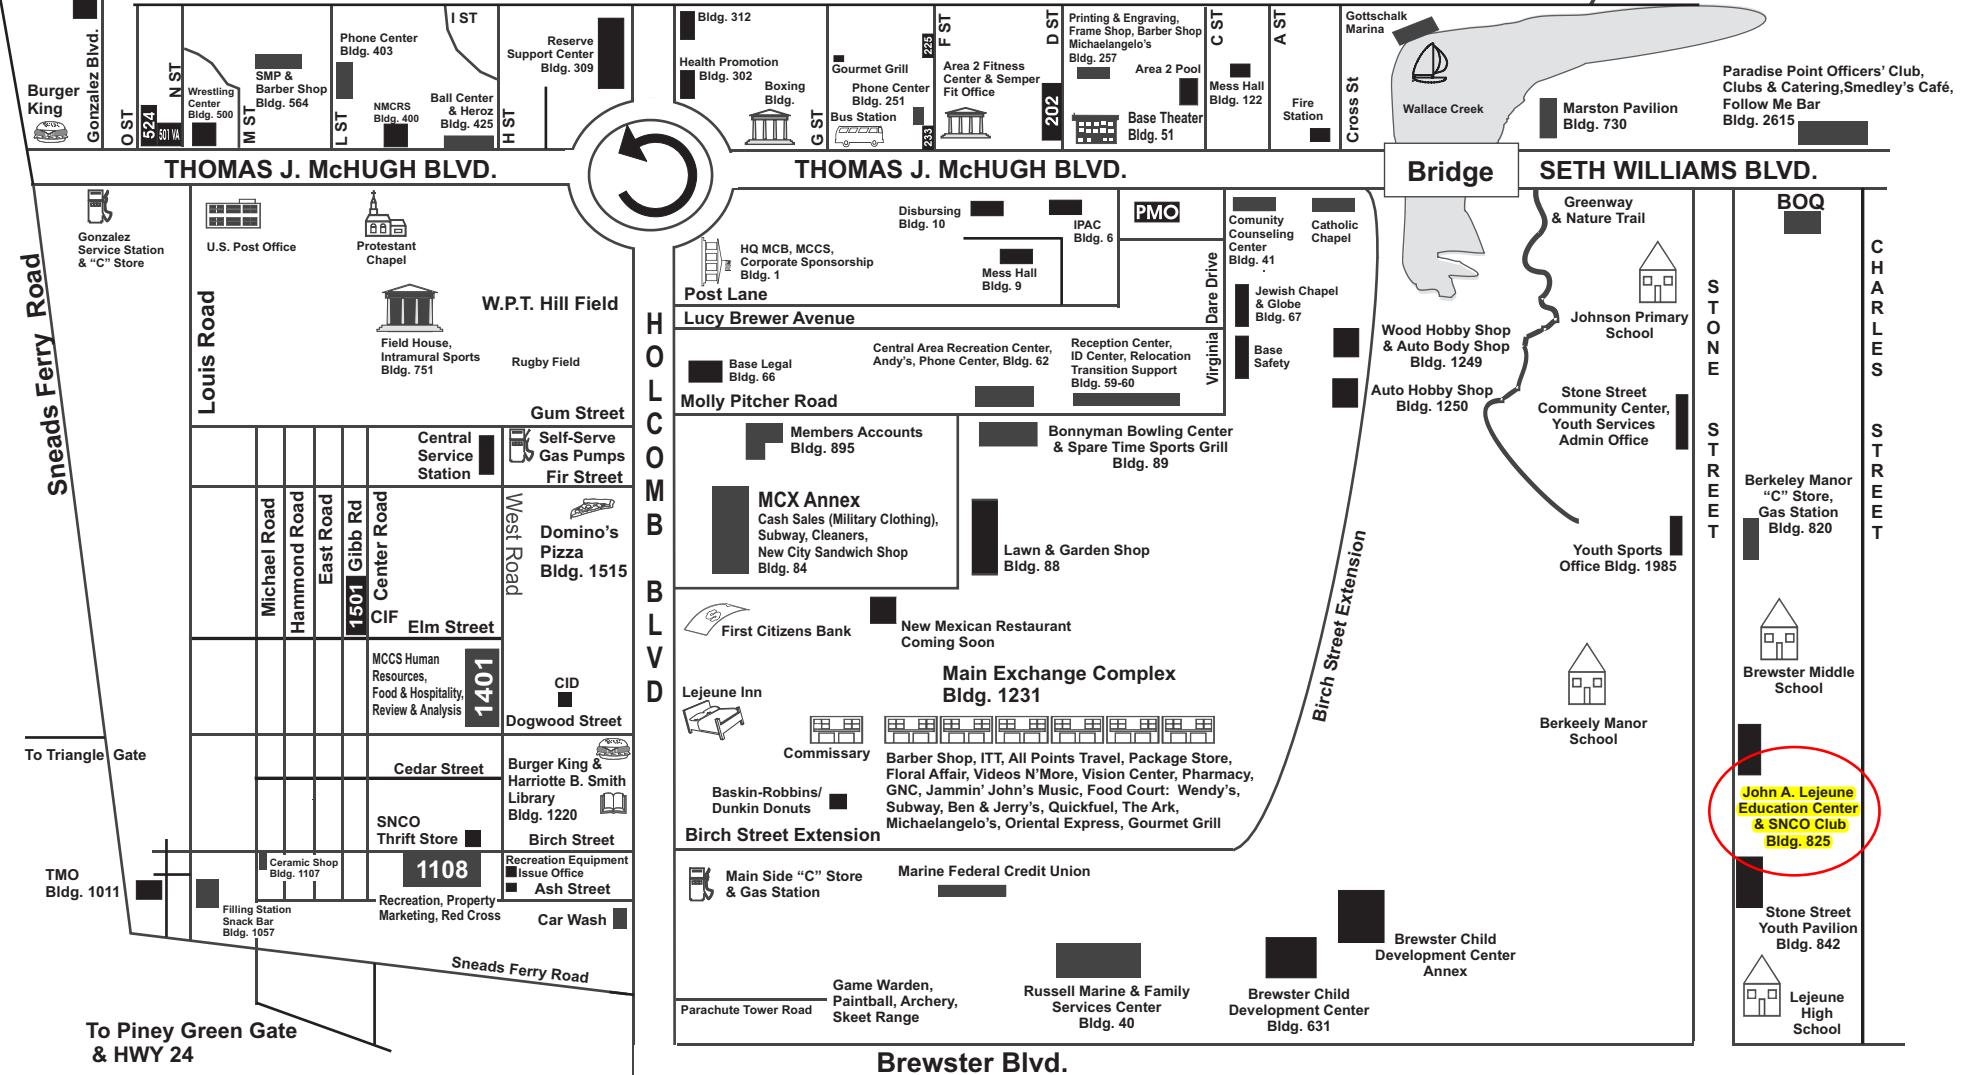 Burger
King
Gonzalez Blvd.
O ST
524
N ST
501 VA
Wrestling
Center
Bldg. 500
M ST
SMP &
Barber Shop
Bldg. 564
Phone Center
Bldg. 403
L ST
NMCRS
Bldg. 400
I ST
Ball Center
& Heroz
Bldg. 425
H ST
Reserve
Support Center
Bldg. 309
Bldg. 312
Health Promotion
Bldg. 302
Boxing
Bldg.
G ST
Gourmet Grill
Phone Center
Bldg. 251
Bus Station
225
233
F ST
Area 2 Fitness
Center & Semper
Fit Office
D ST
202
Printing & Engraving,
Frame Shop, Barber Shop
Michaelangelo's
Bldg. 257
Area 2 Pool
Base Theater
Bldg. 51
C ST
Mess Hall
Bldg. 122
A ST
Fire
Station
Cross St
Gottschalk
Marina
Wallace Creek
Marston Pavilion
Bldg. 730
Paradise Point Officers' Club,
Clubs & Catering,Smedley's Café,
Follow Me Bar
Bldg. 2615
THOMAS J. McHUGH BLVD.
THOMAS J. McHUGH BLVD.
Bridge
SETH WILLIAMS BLVD.
Sneads Ferry Road
Gonzalez
Service Station
& "C" Store
U.S. Post Office
Protestant
Chapel
Louis Road
Field House,
Intramural Sports
Bldg. 751
W.P.T. Hill Field
Rugby Field
Gum Street
Central
Service
Station
Self-Serve
Gas Pumps
Fir Street
Michael Road
Hammond Road
East Road
1501 Gibb Rd
Center Road
CIF
Elm Street
West Road
Domino's
Pizza
Bldg. 1515
MCCS Human
Resources,
Food & Hospitality,
Review & Analysis
1401
CID
Dogwood Street
To Triangle Gate
Cedar Street
Burger King &
Harriotte B. Smith
Library
Bldg. 1220
SNCO
Thrift Store
Birch Street
TMO
Bldg. 1011
Ceramic Shop
Bldg. 1107
1108
Recreation Equipment
Issue Office
Ash Street
Filling Station
Snack Bar
Bldg. 1057
Recreation, Property
Marketing, Red Cross
Car Wash
Sneads Ferry Road
To Piney Green Gate
& HWY 24
HOLCOMB BLVD
HQ MCB, MCCS,
Corporate Sponsorship
Bldg. 1
Post Lane
Disbursing
Bldg. 10
IPAC
Bldg. 6
Mess Hall
Bldg. 9
PMO
Lucy Brewer Avenue
Virginia Dare Drive
Comunity
Counseling
Center
Bldg. 41
Catholic
Chapel
Jewish Chapel
& Globe
Bldg. 67
Base
Safety
Base Legal
Bldg. 66
Central Area Recreation Center,
Andy's, Phone Center, Bldg. 62
Reception Center,
ID Center, Relocation
Transition Support
Bldg. 59-60
Molly Pitcher Road
Members Accounts
Bldg. 895
Bonnyman Bowling Center
& Spare Time Sports Grill
Bldg. 89
MCX Annex
Cash Sales (Military Clothing),
Subway, Cleaners,
New City Sandwich Shop
Bldg. 84
Lawn & Garden Shop
Bldg. 88
First Citizens Bank
New Mexican Restaurant
Coming Soon
Lejeune Inn
Main Exchange Complex
Bldg. 1231
Commissary
Barber Shop, ITT, All Points Travel, Package Store,
Floral Affair, Videos N'More, Vision Center, Pharmacy,
GNC, Jammin' John's Music, Food Court: Wendy's,
Subway, Ben & Jerry's, Quickfuel, The Ark,
Michaelangelo's, Oriental Express, Gourmet Grill
Baskin-Robbins/
Dunkin Donuts
Birch Street Extension
Birch Street Extension
Main Side "C" Store
& Gas Station
Marine Federal Credit Union
Parachute Tower Road
Game Warden,
Paintball, Archery,
Skeet Range
Russell Marine & Family
Services Center
Bldg. 40
Brewster Child
Development Center
Bldg. 631
Brewster Child
Development Center
Annex
Brewster Blvd.
Wood Hobby Shop
& Auto Body Shop
Bldg. 1249
Auto Hobby Shop
Bldg. 1250
Greenway
& Nature Trail
Johnson Primary
School
Stone Street
Community Center,
Youth Services
Admin Office
Youth Sports
Office Bldg. 1985
Berkeely Manor
School
STONE STREET
BOQ
CHARLES STREET
Berkeley Manor
"C" Store,
Gas Station
Bldg. 820
Brewster Middle
School
John A. Lejeune
Education Center
& SNCO Club
Bldg. 825
Stone Street
Youth Pavilion
Bldg. 842
Lejeune
High
School